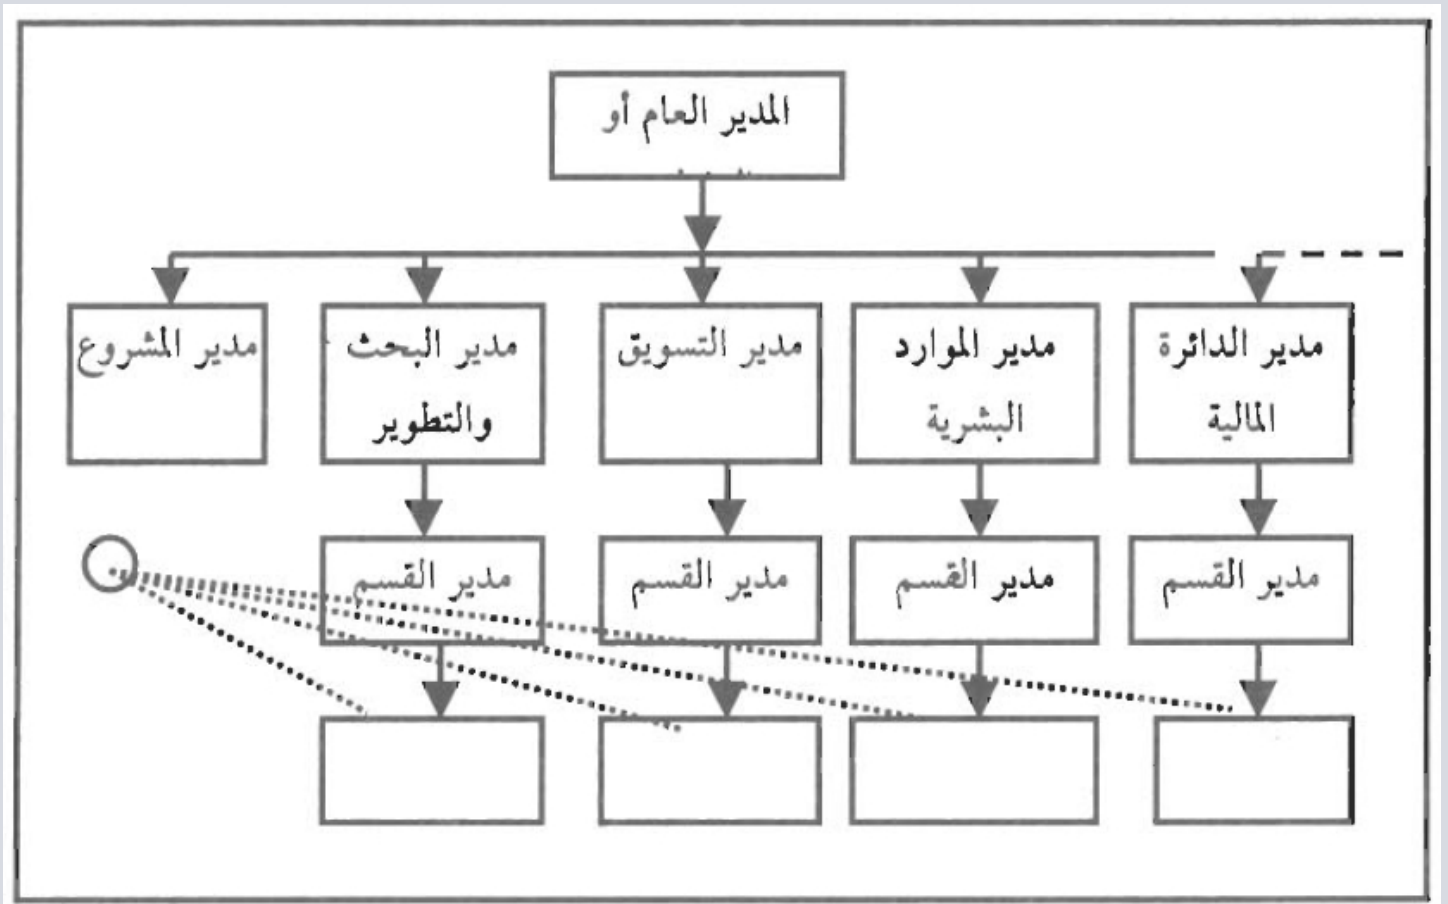 المدير العام أو
مدير الدائرة
المالية
مدير الموارد
البشرية
مدير التسويق
مدير البحث
والتطوير
مدير المشروع
مدير القسم
مدير القسم
مدير القسم
مدير القسم